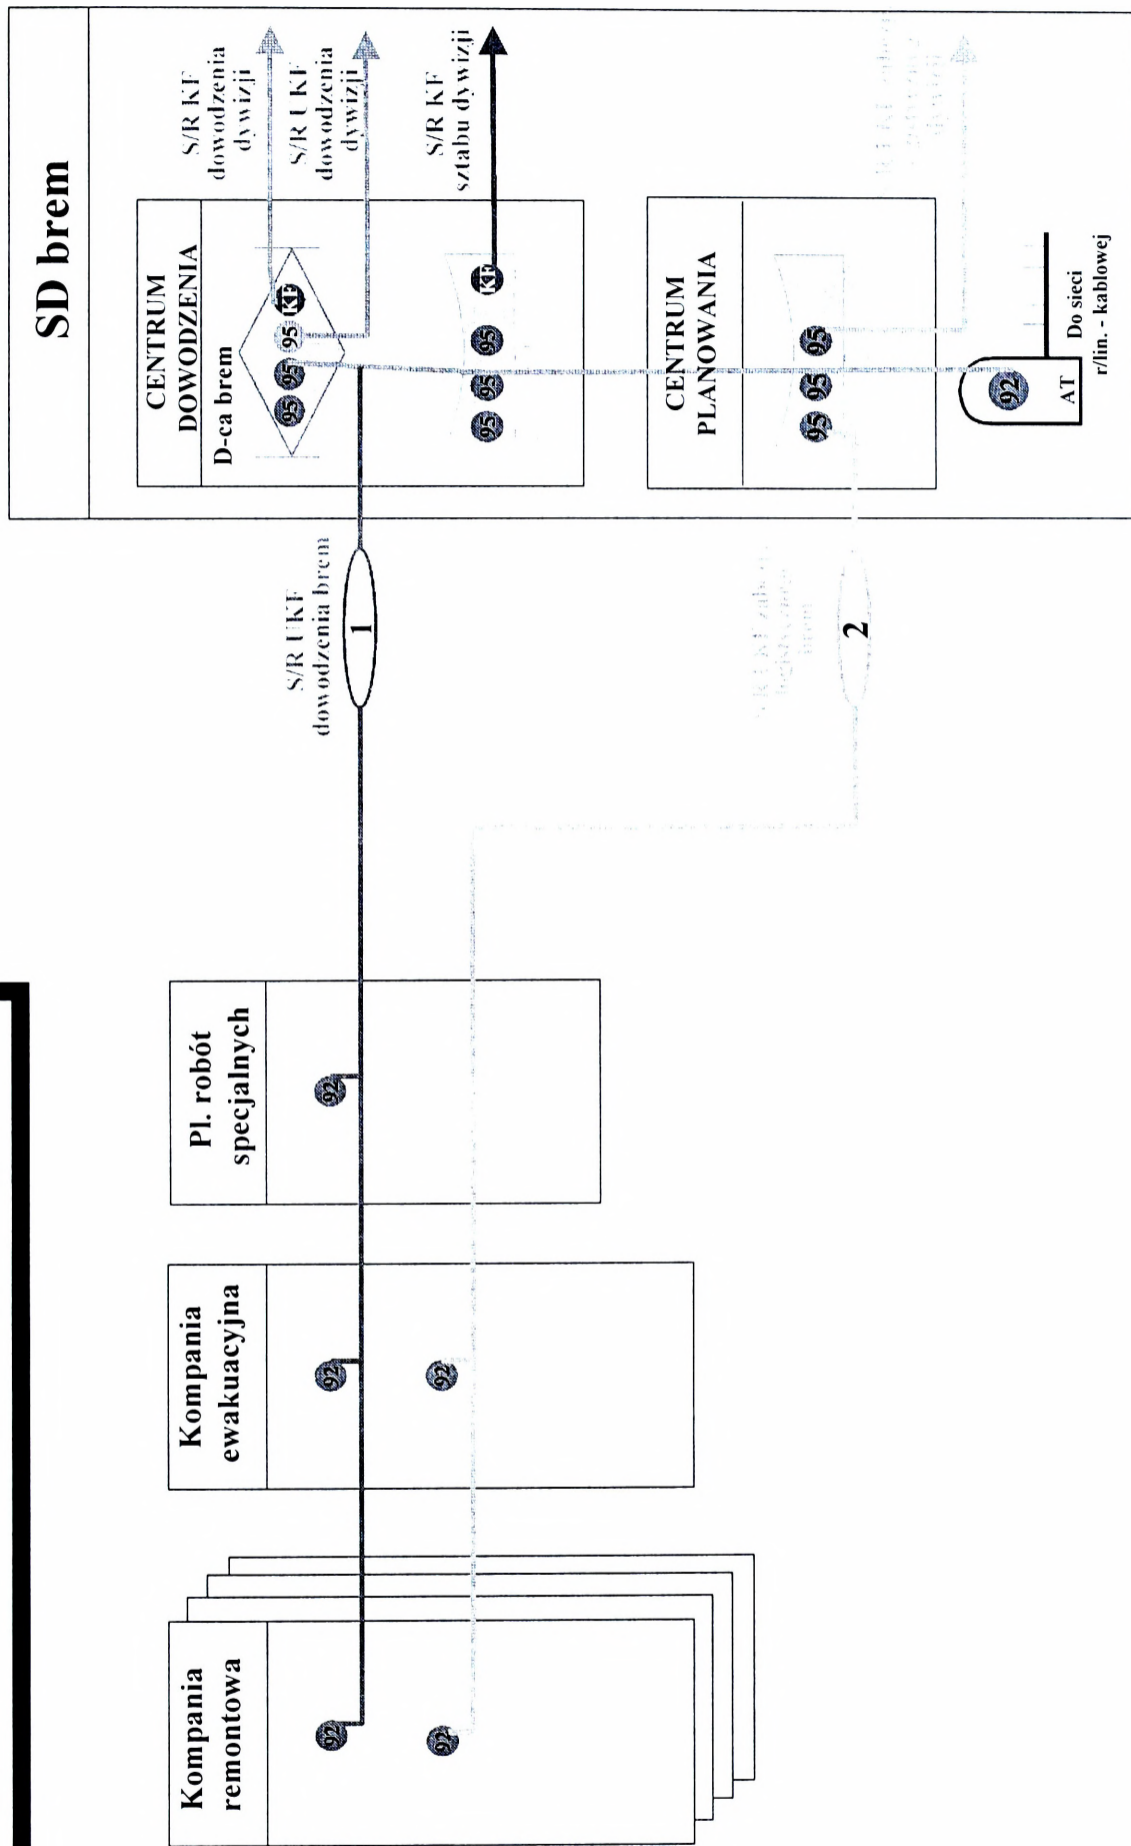 SD brem
CENTRUM
DOWODZENIA
D-ca brem
95
95
95
KF
S/R KF
dowodzenia
dywizji
S/R UKF
dowodzenia
dywizji
95
95
95
KF
S/R KF
sztabu dywizji
CENTRUM
PLANOWANIA
95
95
95
92
AT
Do sieci
r/lin. - kablowej
S/R UKF
dowodzenia brem
1
2
Pl. robót
specjalnych
92
Kompania
ewakuacyjna
92
92
Kompania
remontowa
92
92